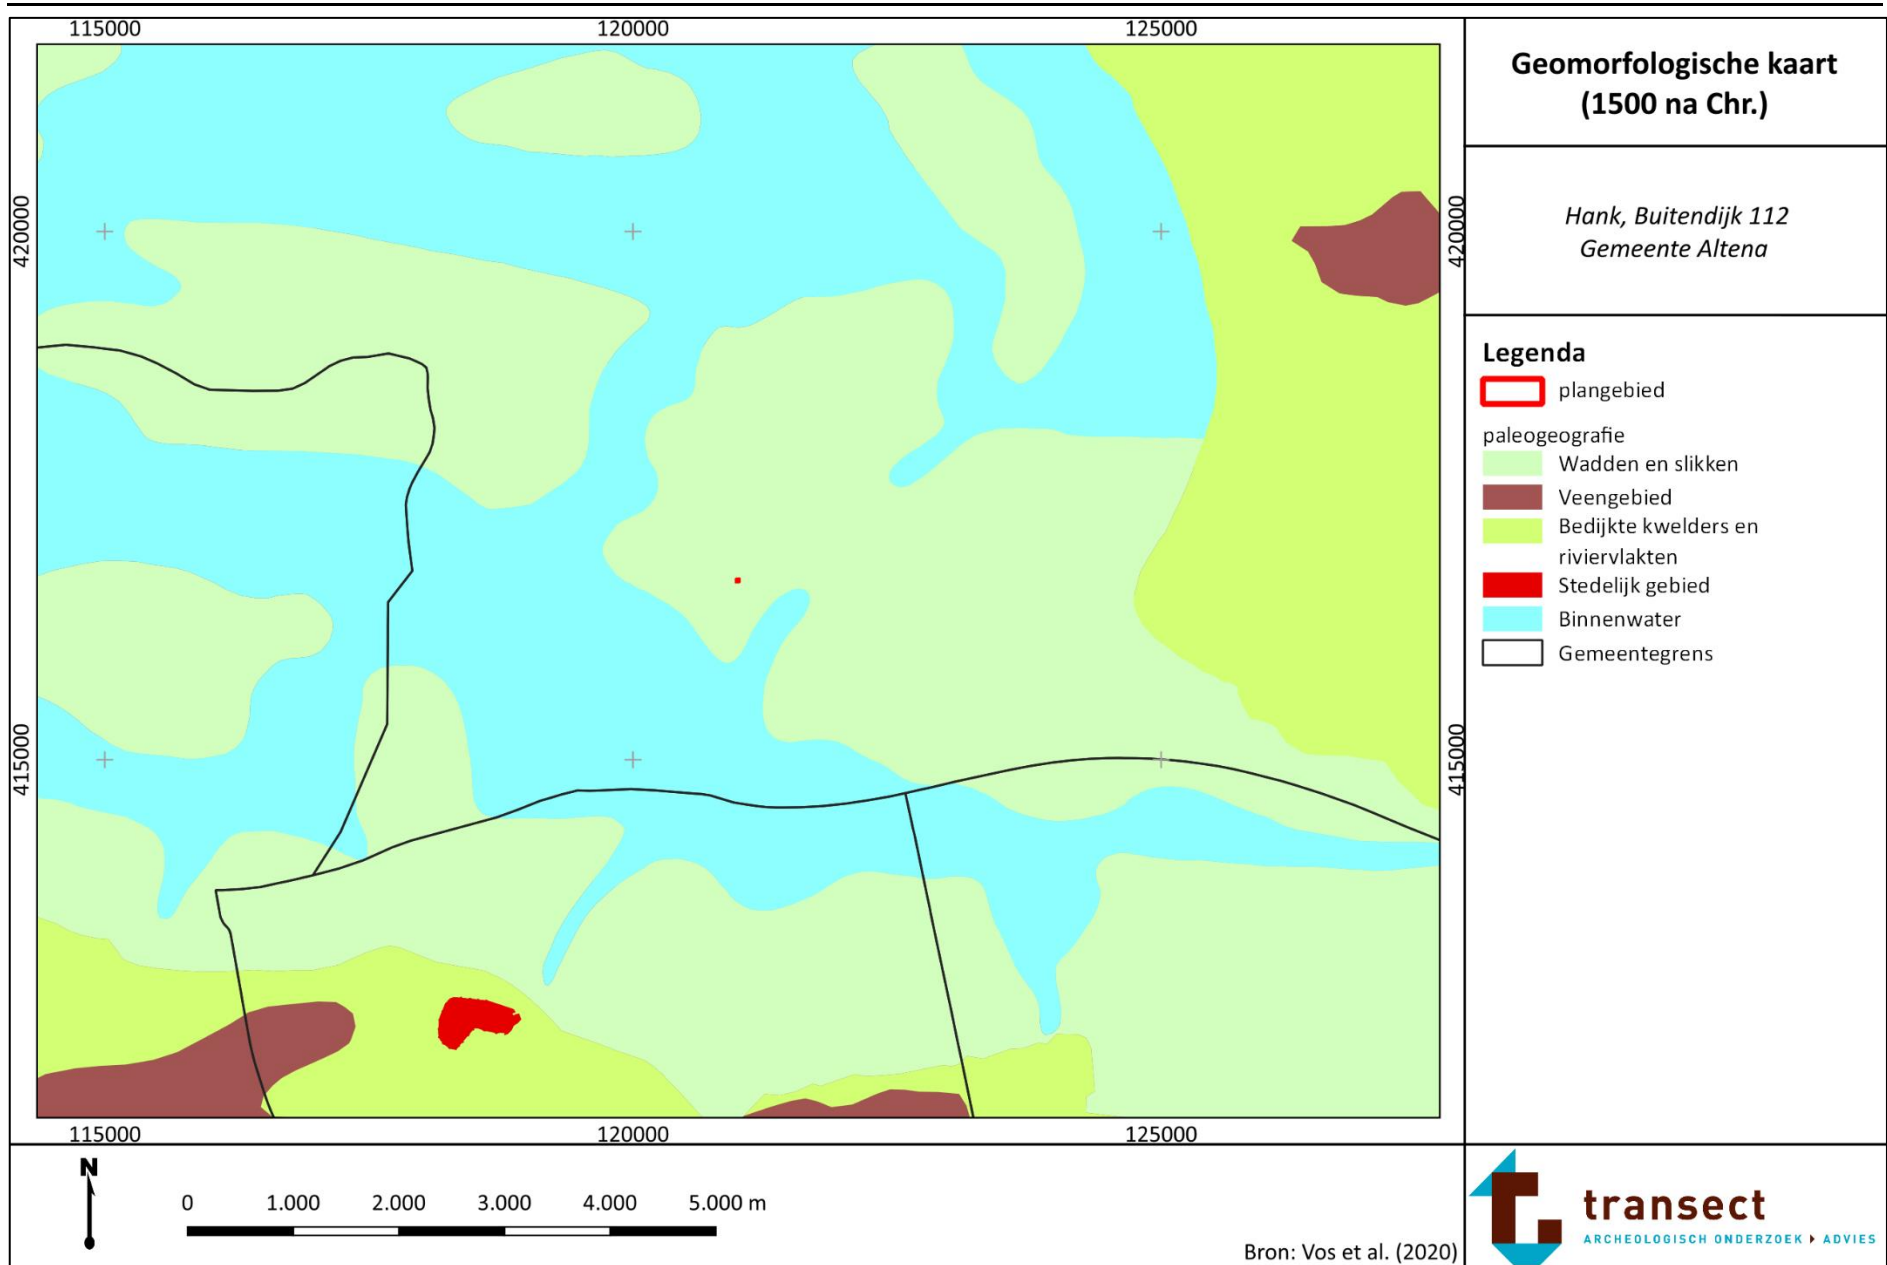 115000
120000
125000
420000
415000
420000
415000
115000
120000
125000
Geomorfologische kaart
(1500 na Chr.)
Hank, Buitendijk 112
Gemeente Altena
Legenda
plangebied
paleogeografie
Wadden en slikken
Veengebied
Bedijkte kwelders en
riviervlakten
Stedelijk gebied
Binnenwater
Gemeentegrens
N
0 1.000 2.000 3.000 4.000 5.000 m
Bron: Vos et al. (2020)
transect
ARCHEOLOGISCH ONDERZOEK ▸ ADVIES